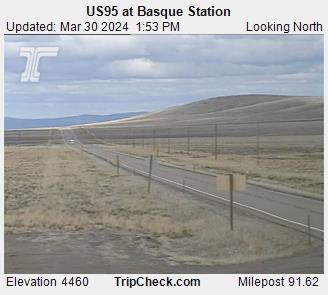 US95 at Basque Station
Updated: Mar 30 2024 1:53 PM Looking North
Elevation 4460 TripCheck.com Milepost 91.62